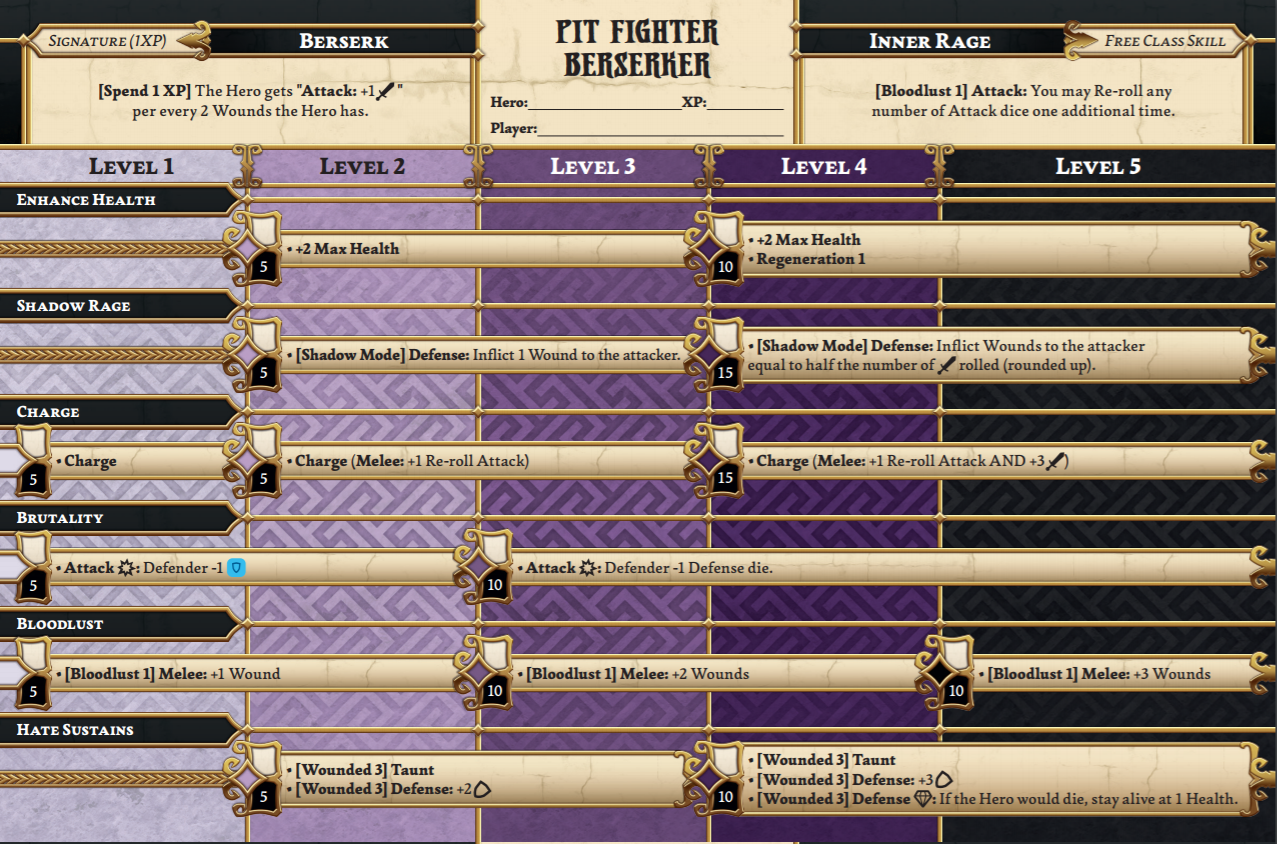 Signature (1XP)
Berserk
[Spend 1 XP] The Hero gets "Attack: +1 "
per every 2 Wounds the Hero has.
PIT FIGHTER
BERSERKER
Hero: XP:
Player:
Inner Rage
Free Class Skill
[Bloodlust 1] Attack: You may Re-roll any
number of Attack dice one additional time.
Level 1 Level 2 Level 3 Level 4 Level 5
Enhance Health
5
• +2 Max Health
10
• +2 Max Health
• Regeneration 1
Shadow Rage
5
• [Shadow Mode] Defense: Inflict 1 Wound to the attacker.
15
• [Shadow Mode] Defense: Inflict Wounds to the attacker
equal to half the number of rolled (rounded up).
Charge
5
• Charge
5
• Charge (Melee: +1 Re-roll Attack)
15
• Charge (Melee: +1 Re-roll Attack AND +3 )
Brutality
5
• Attack : Defender -1
10
• Attack : Defender -1 Defense die.
Bloodlust
5
• [Bloodlust 1] Melee: +1 Wound
10
• [Bloodlust 1] Melee: +2 Wounds
10
• [Bloodlust 1] Melee: +3 Wounds
Hate Sustains
5
• [Wounded 3] Taunt
• [Wounded 3] Defense: +2
10
• [Wounded 3] Taunt
• [Wounded 3] Defense: +3
• [Wounded 3] Defense : If the Hero would die, stay alive at 1 Health.